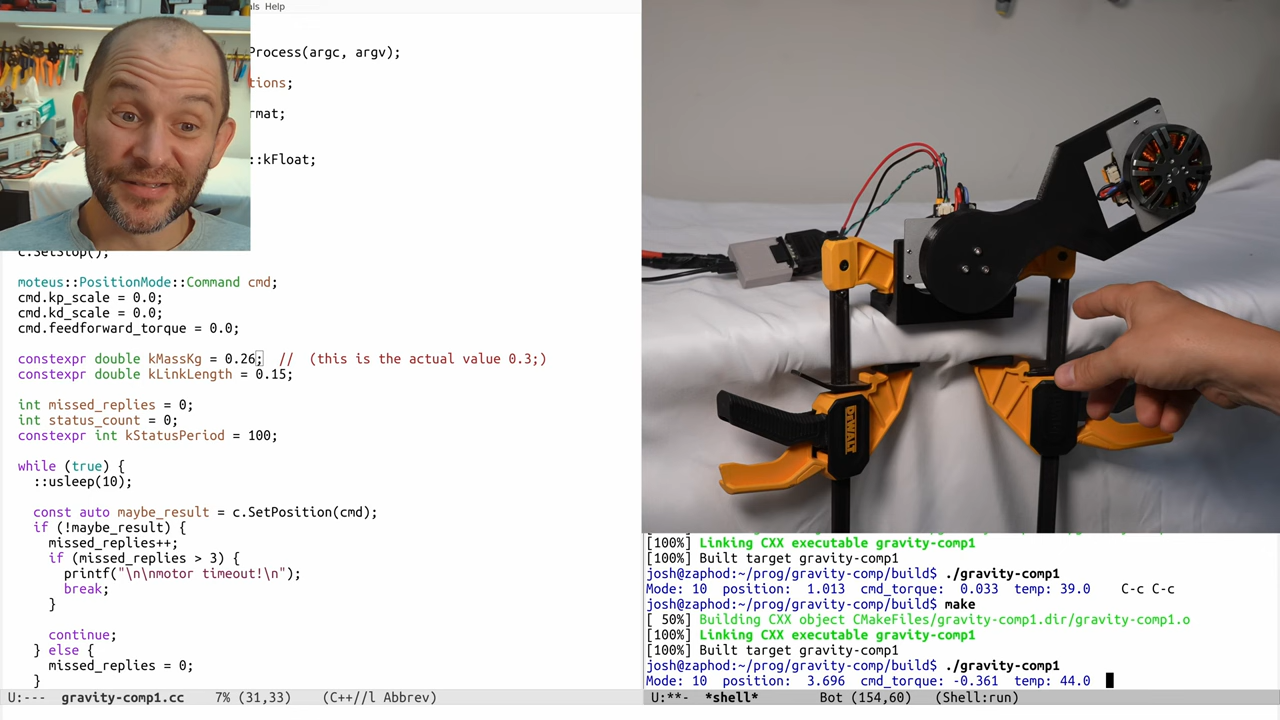 als Help
Process(argc, argv);
tions;
rmat;
::kFloat;
c.SetStop();
moteus::PositionMode::Command cmd;
cmd.kp_scale = 0.0;
cmd.kd_scale = 0.0;
cmd.feedforward_torque = 0.0;
constexpr double kMassKg = 0.26; // (this is the actual value 0.3;)
constexpr double kLinkLength = 0.15;
int missed_replies = 0;
int status_count = 0;
constexpr int kStatusPeriod = 100;
while (true) {
::usleep(10);
const auto maybe_result = c.SetPosition(cmd);
if (!maybe_result) {
missed_replies++;
if (missed_replies > 3) {
printf("\n\nmotor timeout!\n");
break;
}
continue;
} else {
missed_replies = 0;
}
U:--- gravity-comp1.cc 7% (31,33) (C++//l Abbrev)
DEWALT
[100%] Linking CXX executable gravity-comp1
[100%] Built target gravity-comp1
josh@zaphod:~/prog/gravity-comp/build$ ./gravity-comp1
Mode: 10 position: 1.013 cmd_torque: 0.033 temp: 39.0 C-c C-c
josh@zaphod:~/prog/gravity-comp/build$ make
[ 50%] Building CXX object CMakeFiles/gravity-comp1.dir/gravity-comp1.o
[100%] Linking CXX executable gravity-comp1
[100%] Built target gravity-comp1
josh@zaphod:~/prog/gravity-comp/build$ ./gravity-comp1
Mode: 10 position: 3.696 cmd_torque: -0.361 temp: 44.0
U:**- *shell* Bot (154,60) (Shell:run)